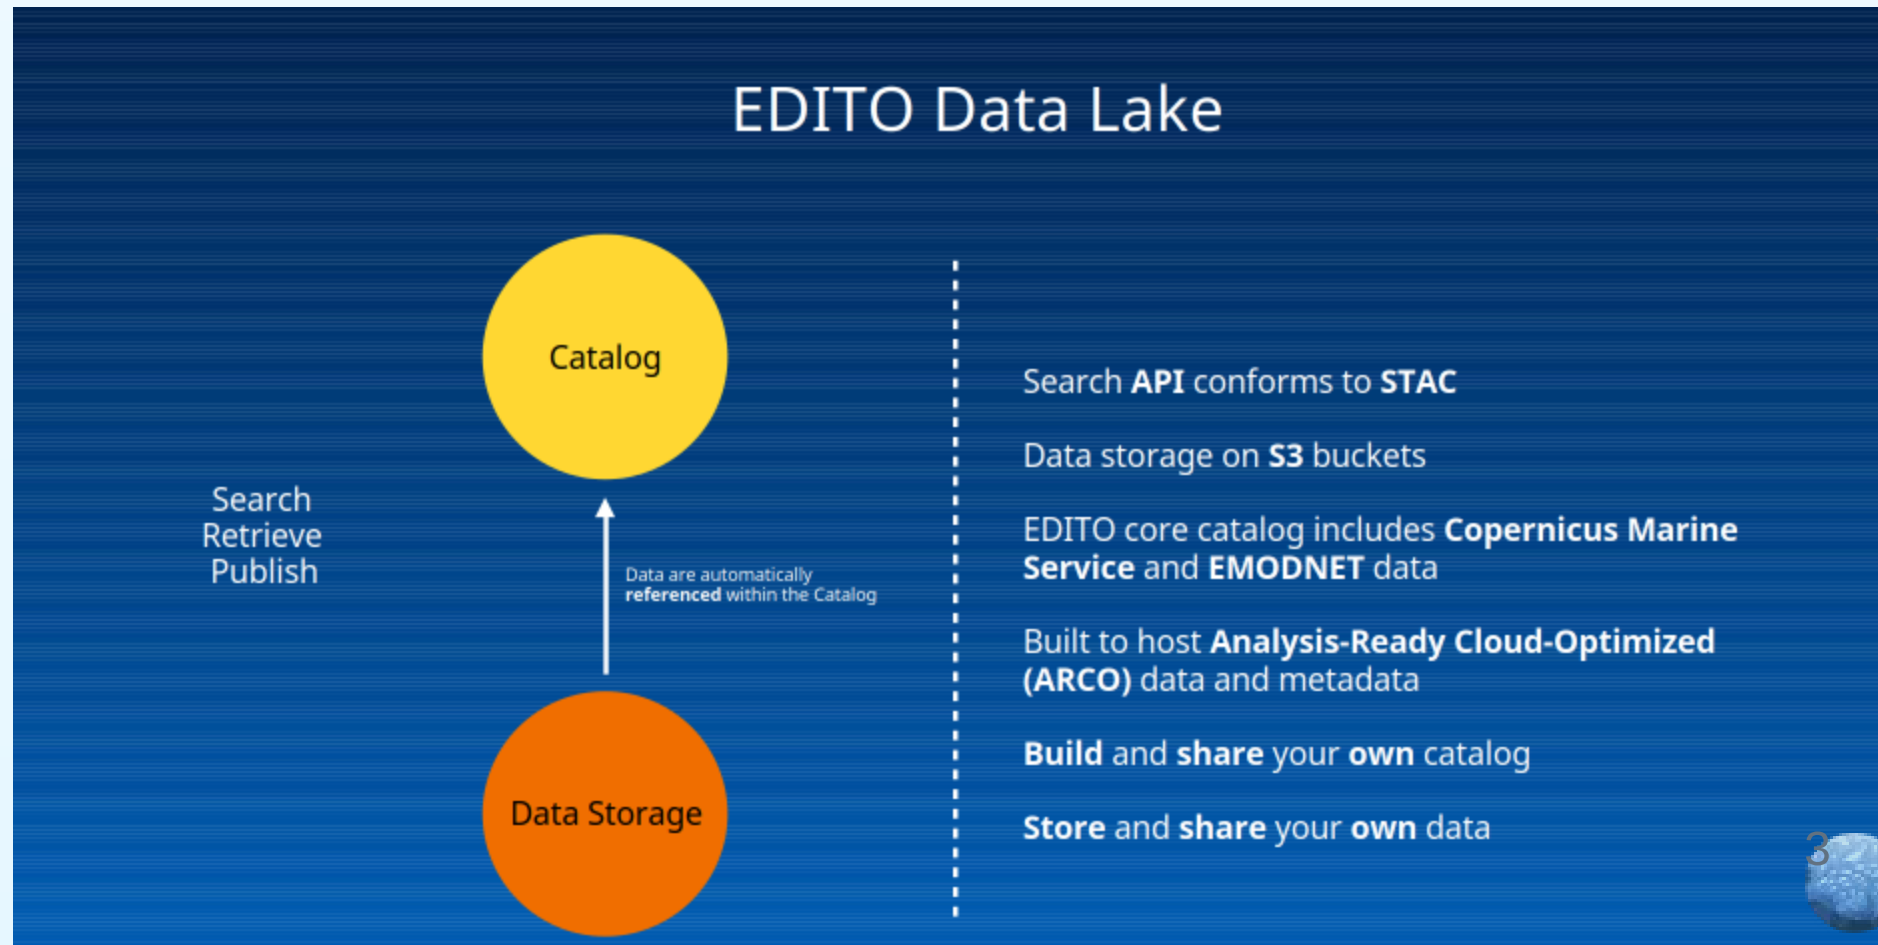 EDITO Data Lake
Catalog
Search
Retrieve
Publish
Data are automatically
referenced within the Catalog
Data Storage
Search API conforms to STAC
Data storage on S3 buckets
EDITO core catalog includes Copernicus Marine
Service and EMODNET data
Built to host Analysis-Ready Cloud-Optimized
(ARCO) data and metadata
Build and share your own catalog
Store and share your own data
3